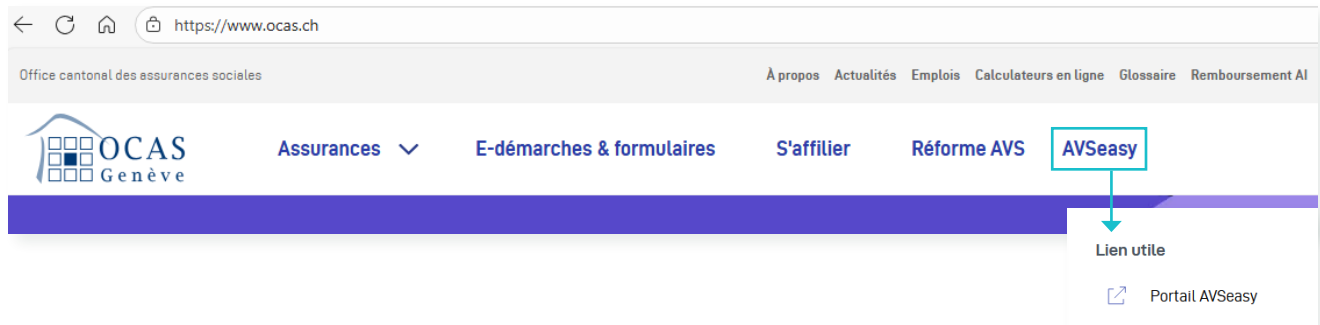 https://www.ocas.ch
Office cantonal des assurances sociales
À propos Actualités Emplois Calculateurs en ligne Glossaire Remboursement AI
OCAS
Genève
Assurances E-démarches & formulaires S'affilier Réforme AVS AVSeasy
Lien utile
Portail AVSeasy